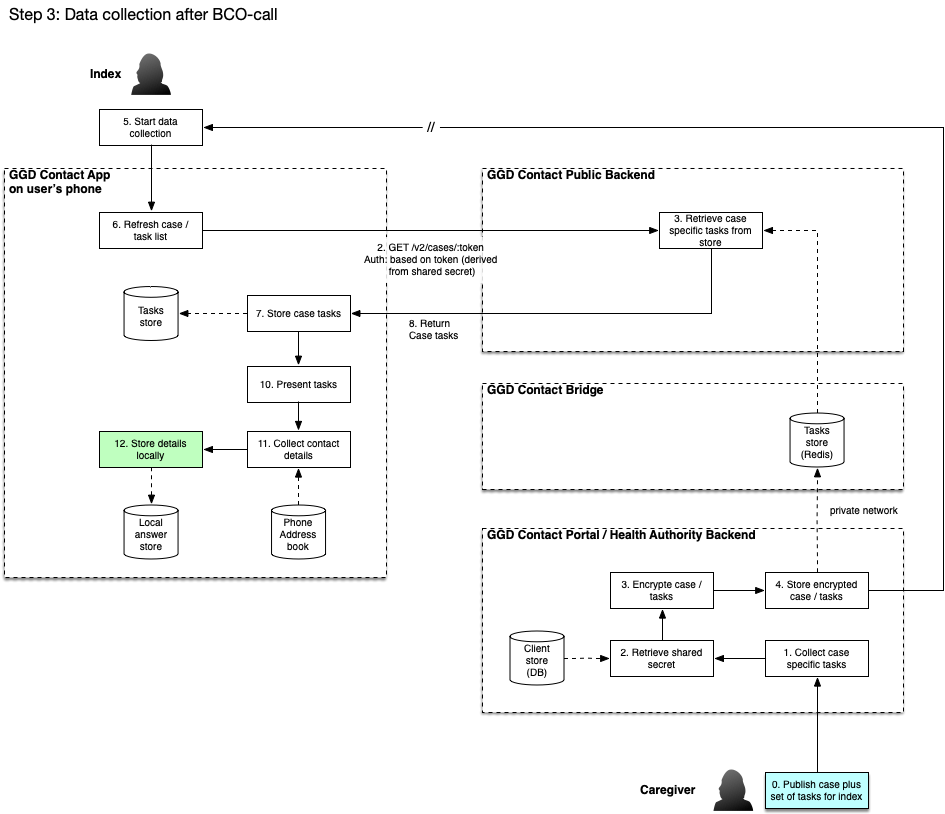 Step 3: Data collection after BCO-call
Index
5. Start data
collection
//
GGD Contact App
on user's phone
GGD Contact Public Backend
6. Refresh case /
task list
3. Retrieve case
specific tasks from
store
2. GET /v2/cases/:token
Auth: based on token (derived
from shared secret)
Tasks
store
7. Store case tasks
8. Return
Case tasks
10. Present tasks
GGD Contact Bridge
12. Store details
locally
11. Collect contact
details
Tasks
store
(Redis)
private network
Local
answer
store
Phone
Address
book
GGD Contact Portal / Health Authority Backend
3. Encrypte case /
tasks
4. Store encrypted
case / tasks
Client
store
(DB)
2. Retrieve shared
secret
1. Collect case
specific tasks
Caregiver
0. Publish case plus
set of tasks for index